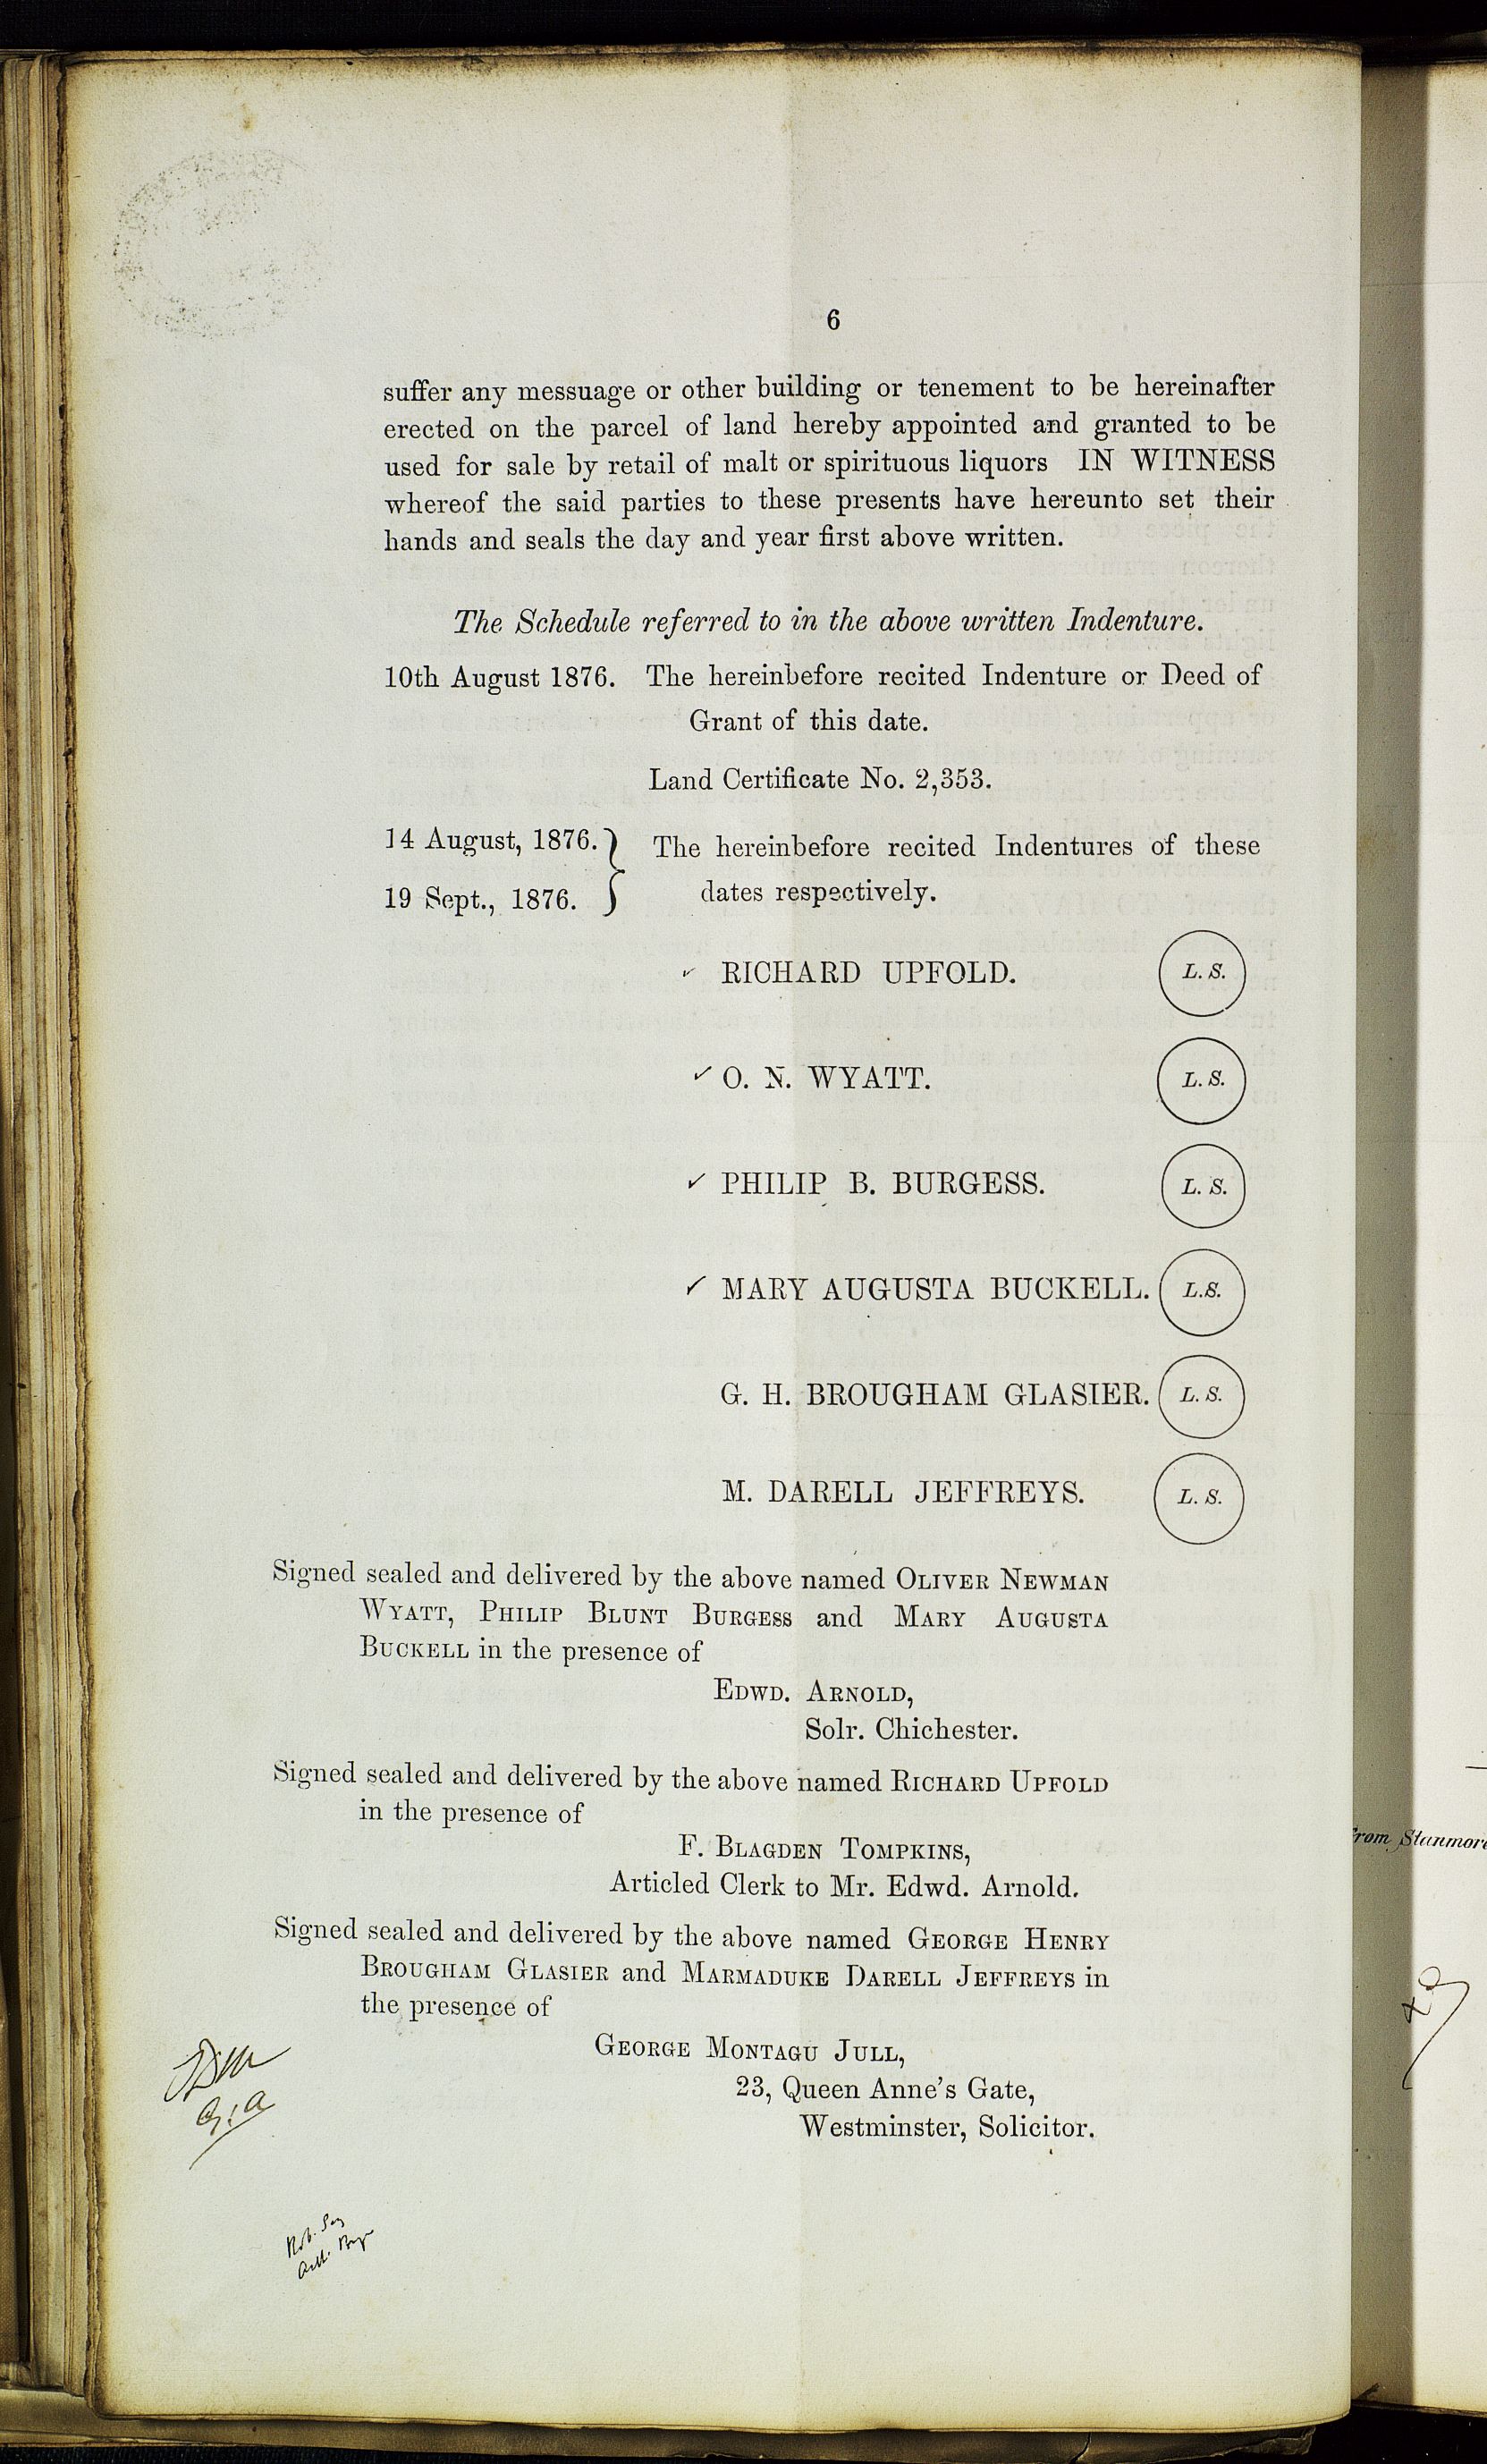 6
suffer any messuage or other building or tenement to be hereinafter
erected on the parcel of land hereby appointed and granted to be
used for sale by retail of malt or spirituous liquors IN WITNESS
whereof the said parties to these presents have hereunto set their
hands and seals the day and year first above written.
The Schedule referred to in the above written Indenture.
10th August 1876. The hereinbefore recited Indenture or Deed of
Grant of this date.
Land Certificate No. 2,353.
14 August, 1876. } The hereinbefore recited Indentures of these
19 Sept., 1876. } dates respectively.
✓ RICHARD UPFOLD. L. S.
✓ O. N. WYATT. L. S.
✓ PHILIP B. BURGESS. L. S.
✓ MARY AUGUSTA BUCKELL. L.S.
G. H. BROUGHAM GLASIER. L. S.
M. DARELL JEFFREYS. L. S.
Signed sealed and delivered by the above named OLIVER NEWMAN
WYATT, PHILIP BLUNT BURGESS and MARY AUGUSTA
BUCKELL in the presence of
EDWD. ARNOLD,
Solr. Chichester.
Signed sealed and delivered by the above named RICHARD UPFOLD
in the presence of
F. BLAGDEN TOMPKINS,
Articled Clerk to Mr. Edwd. Arnold.
Signed sealed and delivered by the above named GEORGE HENRY
BROUGHAM GLASIER and MARMADUKE DARELL JEFFREYS in
the presence of
GEORGE MONTAGU JULL,
23, Queen Anne's Gate,
Westminster, Solicitor.
From Stanmore